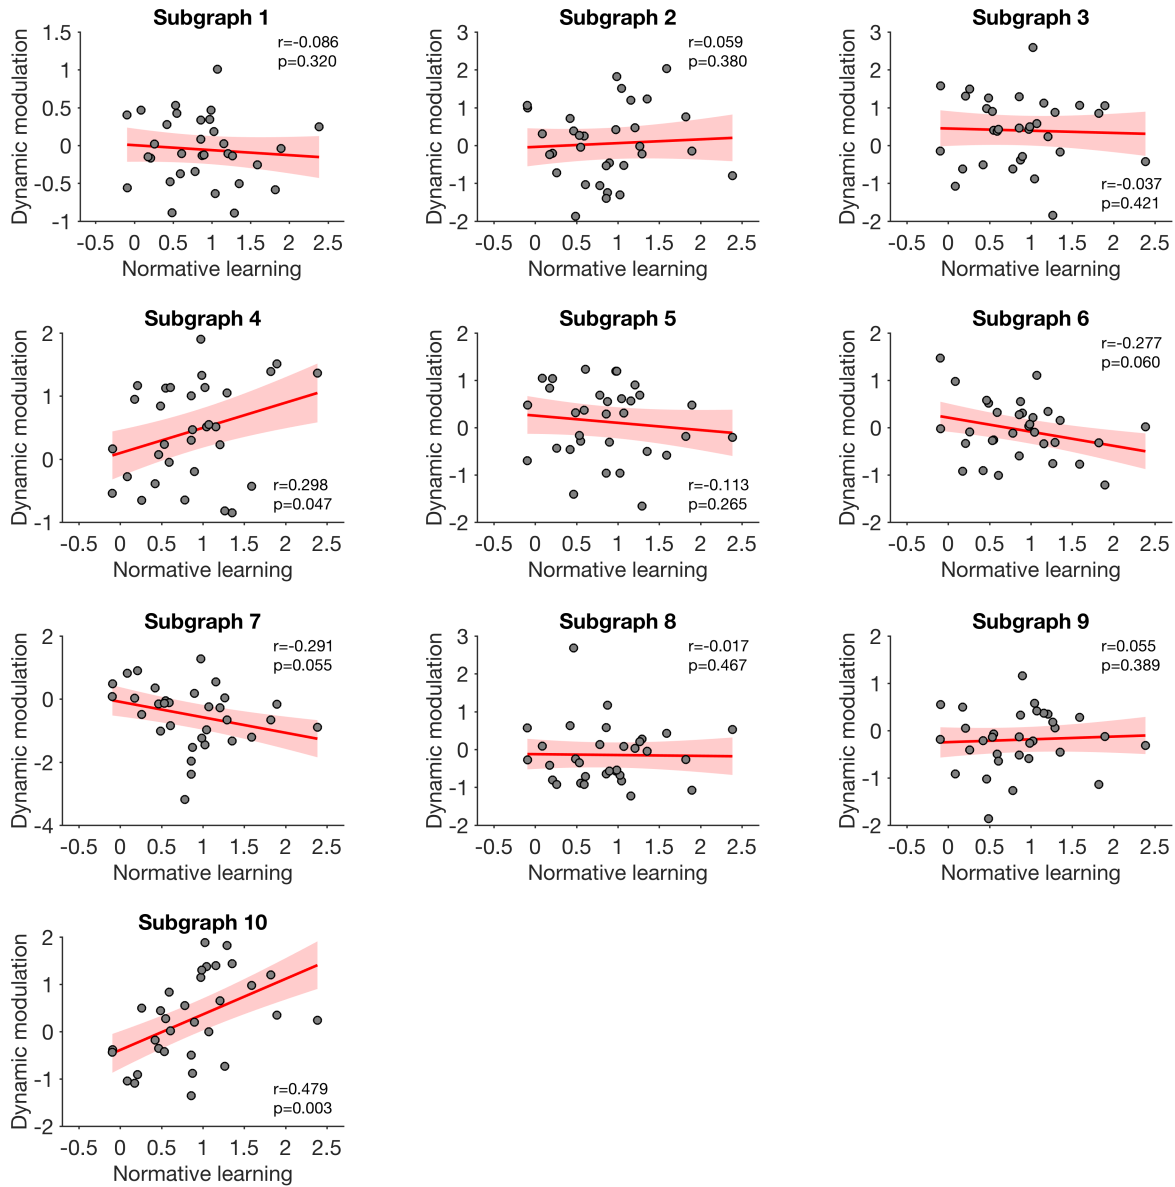 Subgraph 1
r=-0.086
p=0.320
Dynamic modulation
1.5
1
0.5
0
-0.5
-1
-0.5 0 0.5 1 1.5 2 2.5
Normative learning
Subgraph 2
r=0.059
p=0.380
Dynamic modulation
3
2
1
0
-1
-2
-0.5 0 0.5 1 1.5 2 2.5
Normative learning
Subgraph 3
Dynamic modulation
3
2
1
0
-1
-2
r=-0.037
p=0.421
-0.5 0 0.5 1 1.5 2 2.5
Normative learning
Subgraph 4
Dynamic modulation
2
1
0
-1
r=0.298
p=0.047
-0.5 0 0.5 1 1.5 2 2.5
Normative learning
Subgraph 5
Dynamic modulation
2
1
0
-1
-2
r=-0.113
p=0.265
-0.5 0 0.5 1 1.5 2 2.5
Normative learning
Subgraph 6
r=-0.277
p=0.060
Dynamic modulation
2
1
0
-1
-2
-0.5 0 0.5 1 1.5 2 2.5
Normative learning
Subgraph 7
r=-0.291
p=0.055
Dynamic modulation
2
0
-2
-4
-0.5 0 0.5 1 1.5 2 2.5
Normative learning
Subgraph 8
r=-0.017
p=0.467
Dynamic modulation
3
2
1
0
-1
-2
-0.5 0 0.5 1 1.5 2 2.5
Normative learning
Subgraph 9
r=0.055
p=0.389
Dynamic modulation
2
1
0
-1
-2
-0.5 0 0.5 1 1.5 2 2.5
Normative learning
Subgraph 10
Dynamic modulation
2
1
0
-1
-2
r=0.479
p=0.003
-0.5 0 0.5 1 1.5 2 2.5
Normative learning